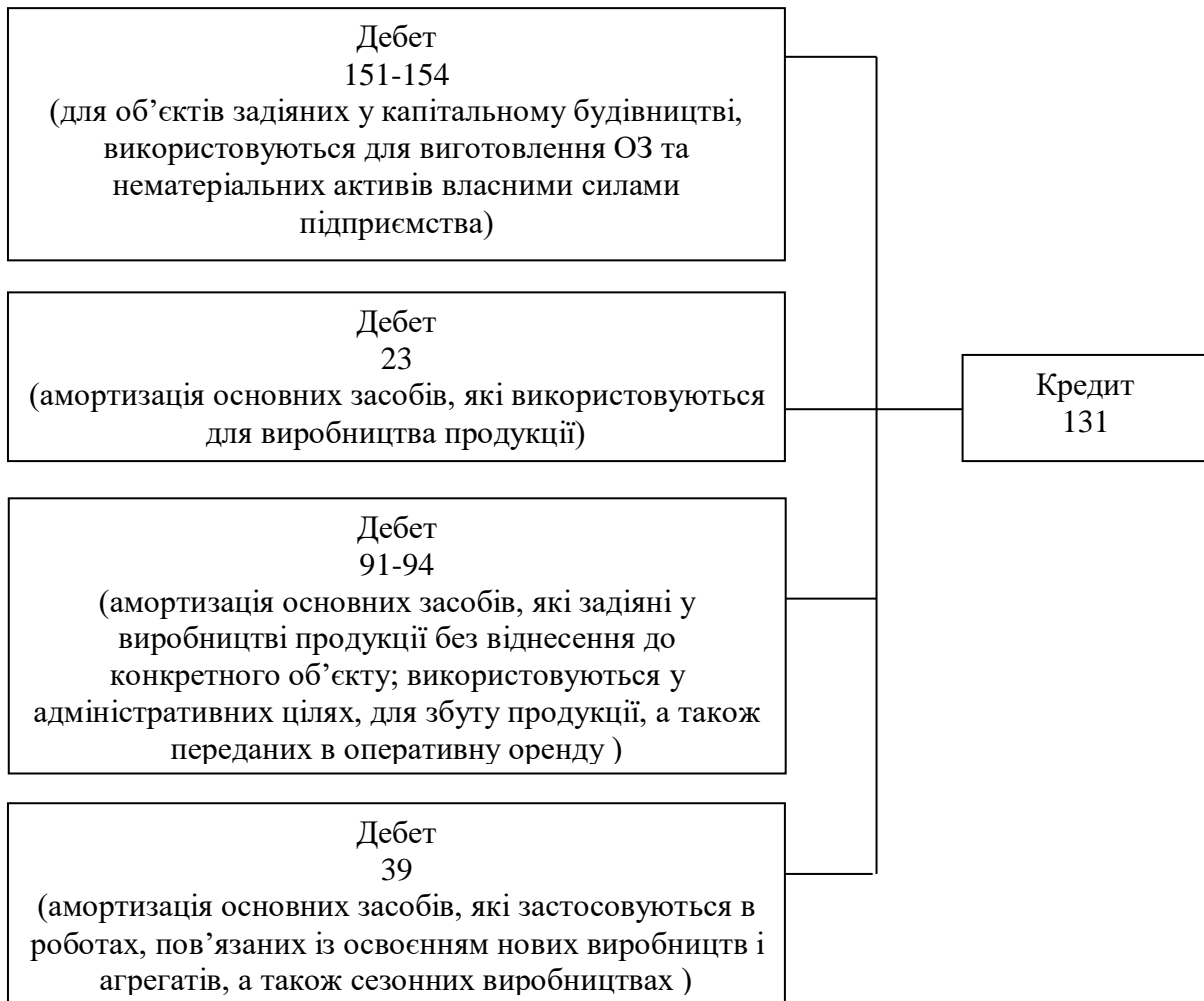 Дебет
151-154
(для об’єктів задіяних у капітальному будівництві,
використовуються для виготовлення ОЗ та
нематеріальних активів власними силами
підприємства)
Дебет
23
(амортизація основних засобів, які використовуються
для виробництва продукції)
Кредит
131
Дебет
91-94
(амортизація основних засобів, які задіяні у
виробництві продукції без віднесення до
конкретного об’єкту; використовуються у
адміністративних цілях, для збуту продукції, а також
переданих в оперативну оренду )
Дебет
39
(амортизація основних засобів, які застосовуються в
роботах, пов’язаних із освоєнням нових виробництв і
агрегатів, а також сезонних виробництвах )